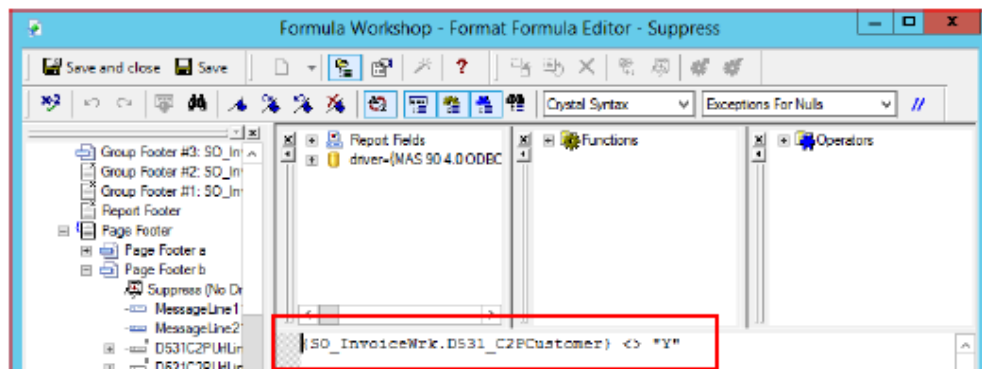 Formula Workshop - Format Formula Editor - Suppress
Save and close Save
Crystal Syntax Exceptions For Nulls //
Group Footer #3: SO_In
Group Footer #2: SO_In
Group Footer #1: SO_In
Report Footer
Page Footer
Page Footer a
Page Footer b
Suppress (No Dr
MessageLine1
MessageLine2
D531C2PUHLin
Report Fields
driver={MAS 90 4.0 ODBC
Functions
Operators
{SO_InvoiceWrk.D531_C2PCustomer} <> "Y"